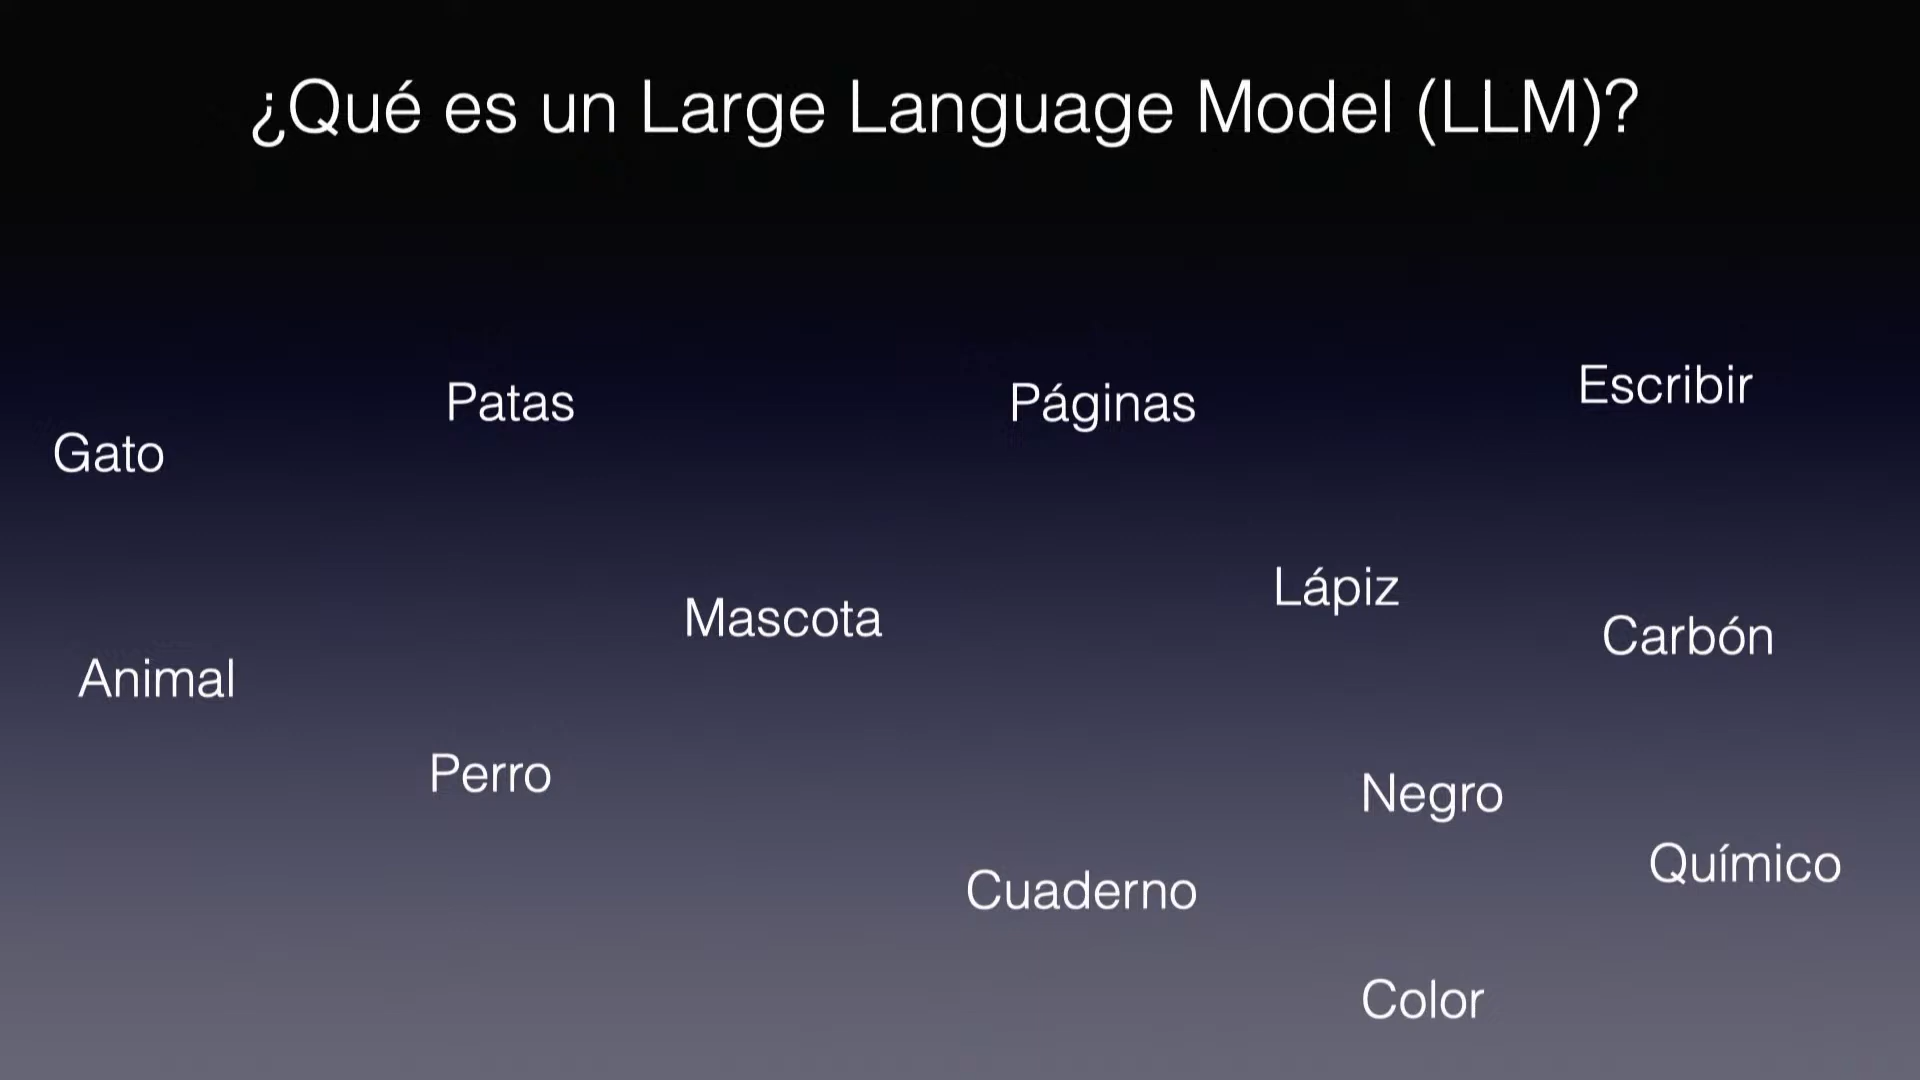 ¿Qué es un Large Language Model (LLM)?
Escribir
Patas
Páginas
Gato
Lápiz
Mascota
Carbón
Animal
Perro
Negro
Químico
Cuaderno
Color